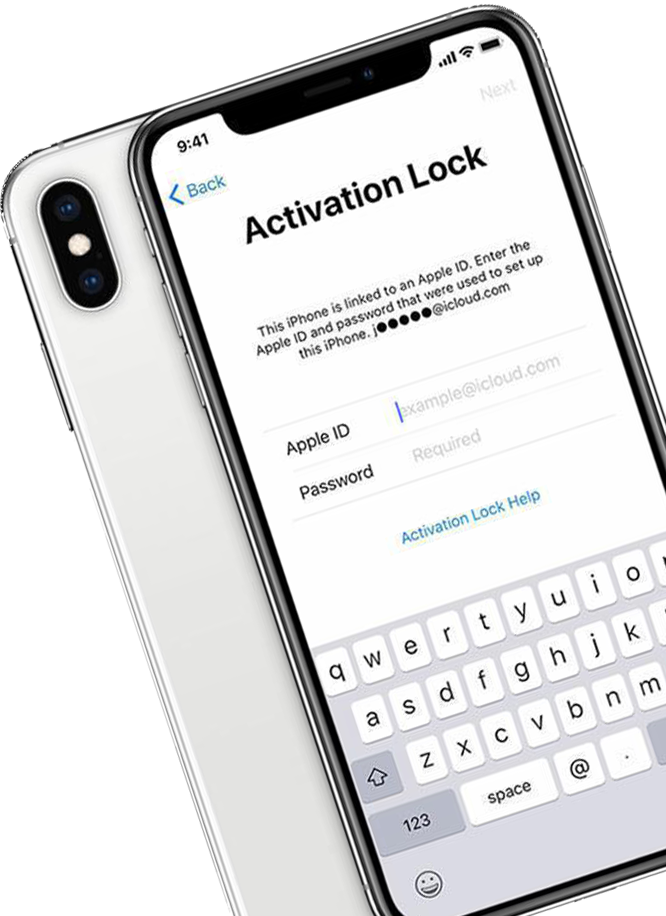 9:41
Next
Back
Activation Lock
This iPhone is linked to an Apple ID. Enter the
Apple ID and password that were used to set up
this iPhone. j●●●●●@icloud.com
Apple ID example@icloud.com
Password Required
Activation Lock Help
q w e r t y u i o
a s d f g h j k
z x c v b n m
123 space @ .